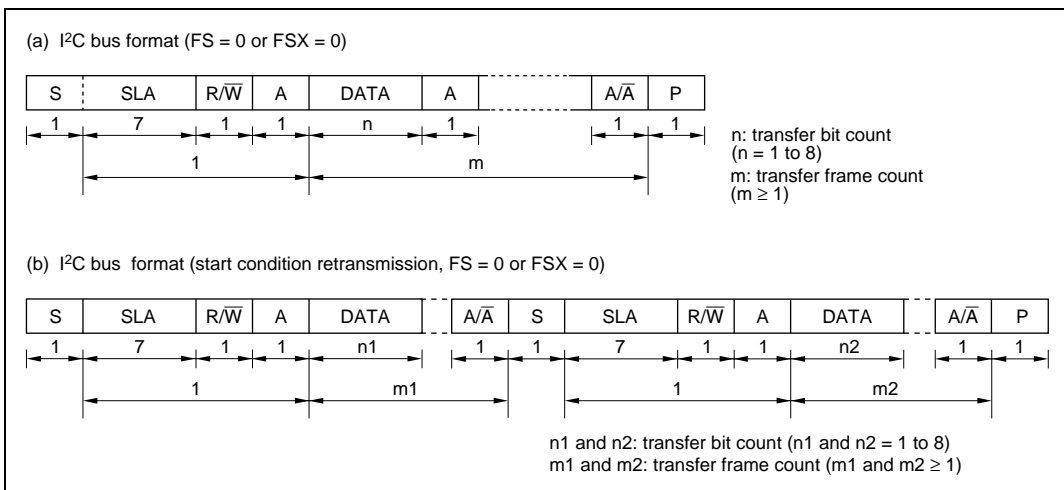 (a) I²C bus format (FS = 0 or FSX = 0)
S SLA R/W̅ A DATA A A/A̅ P
1 7 1 1 n 1 1 1
1 m
n: transfer bit count
(n = 1 to 8)
m: transfer frame count
(m ≥ 1)
(b) I²C bus format (start condition retransmission, FS = 0 or FSX = 0)
S SLA R/W̅ A DATA A/A̅ S SLA R/W̅ A DATA A/A̅ P
1 7 1 1 n1 1 1 7 1 1 n2 1 1
1 m1 1 m2
n1 and n2: transfer bit count (n1 and n2 = 1 to 8)
m1 and m2: transfer frame count (m1 and m2 ≥ 1)